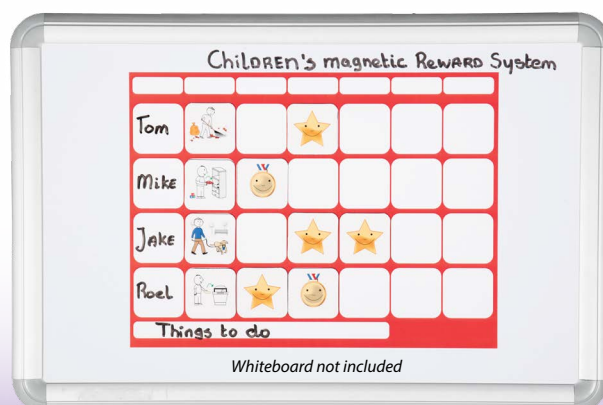 Children's magnetic Reward System
Tom
Mike
Jake
Roel
Things to do
Whiteboard not included